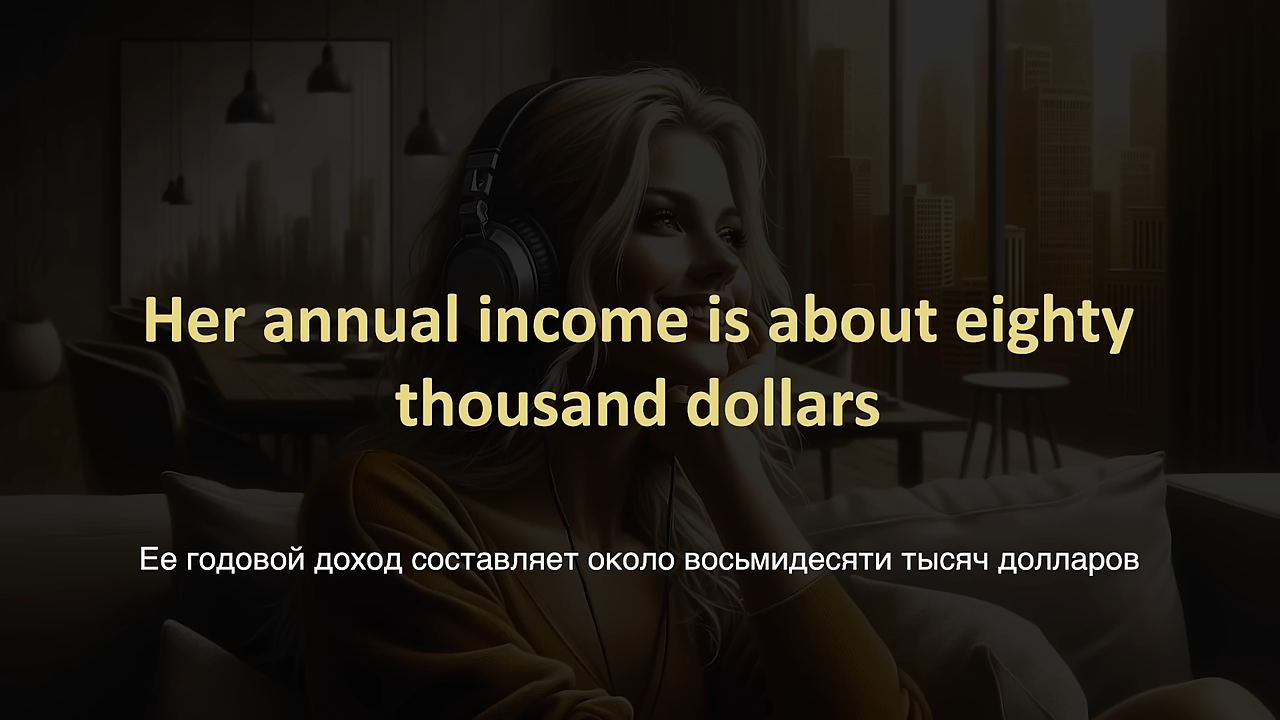 Her annual income is about eighty
thousand dollars
Ее годовой доход составляет около восьмидесяти тысяч долларов